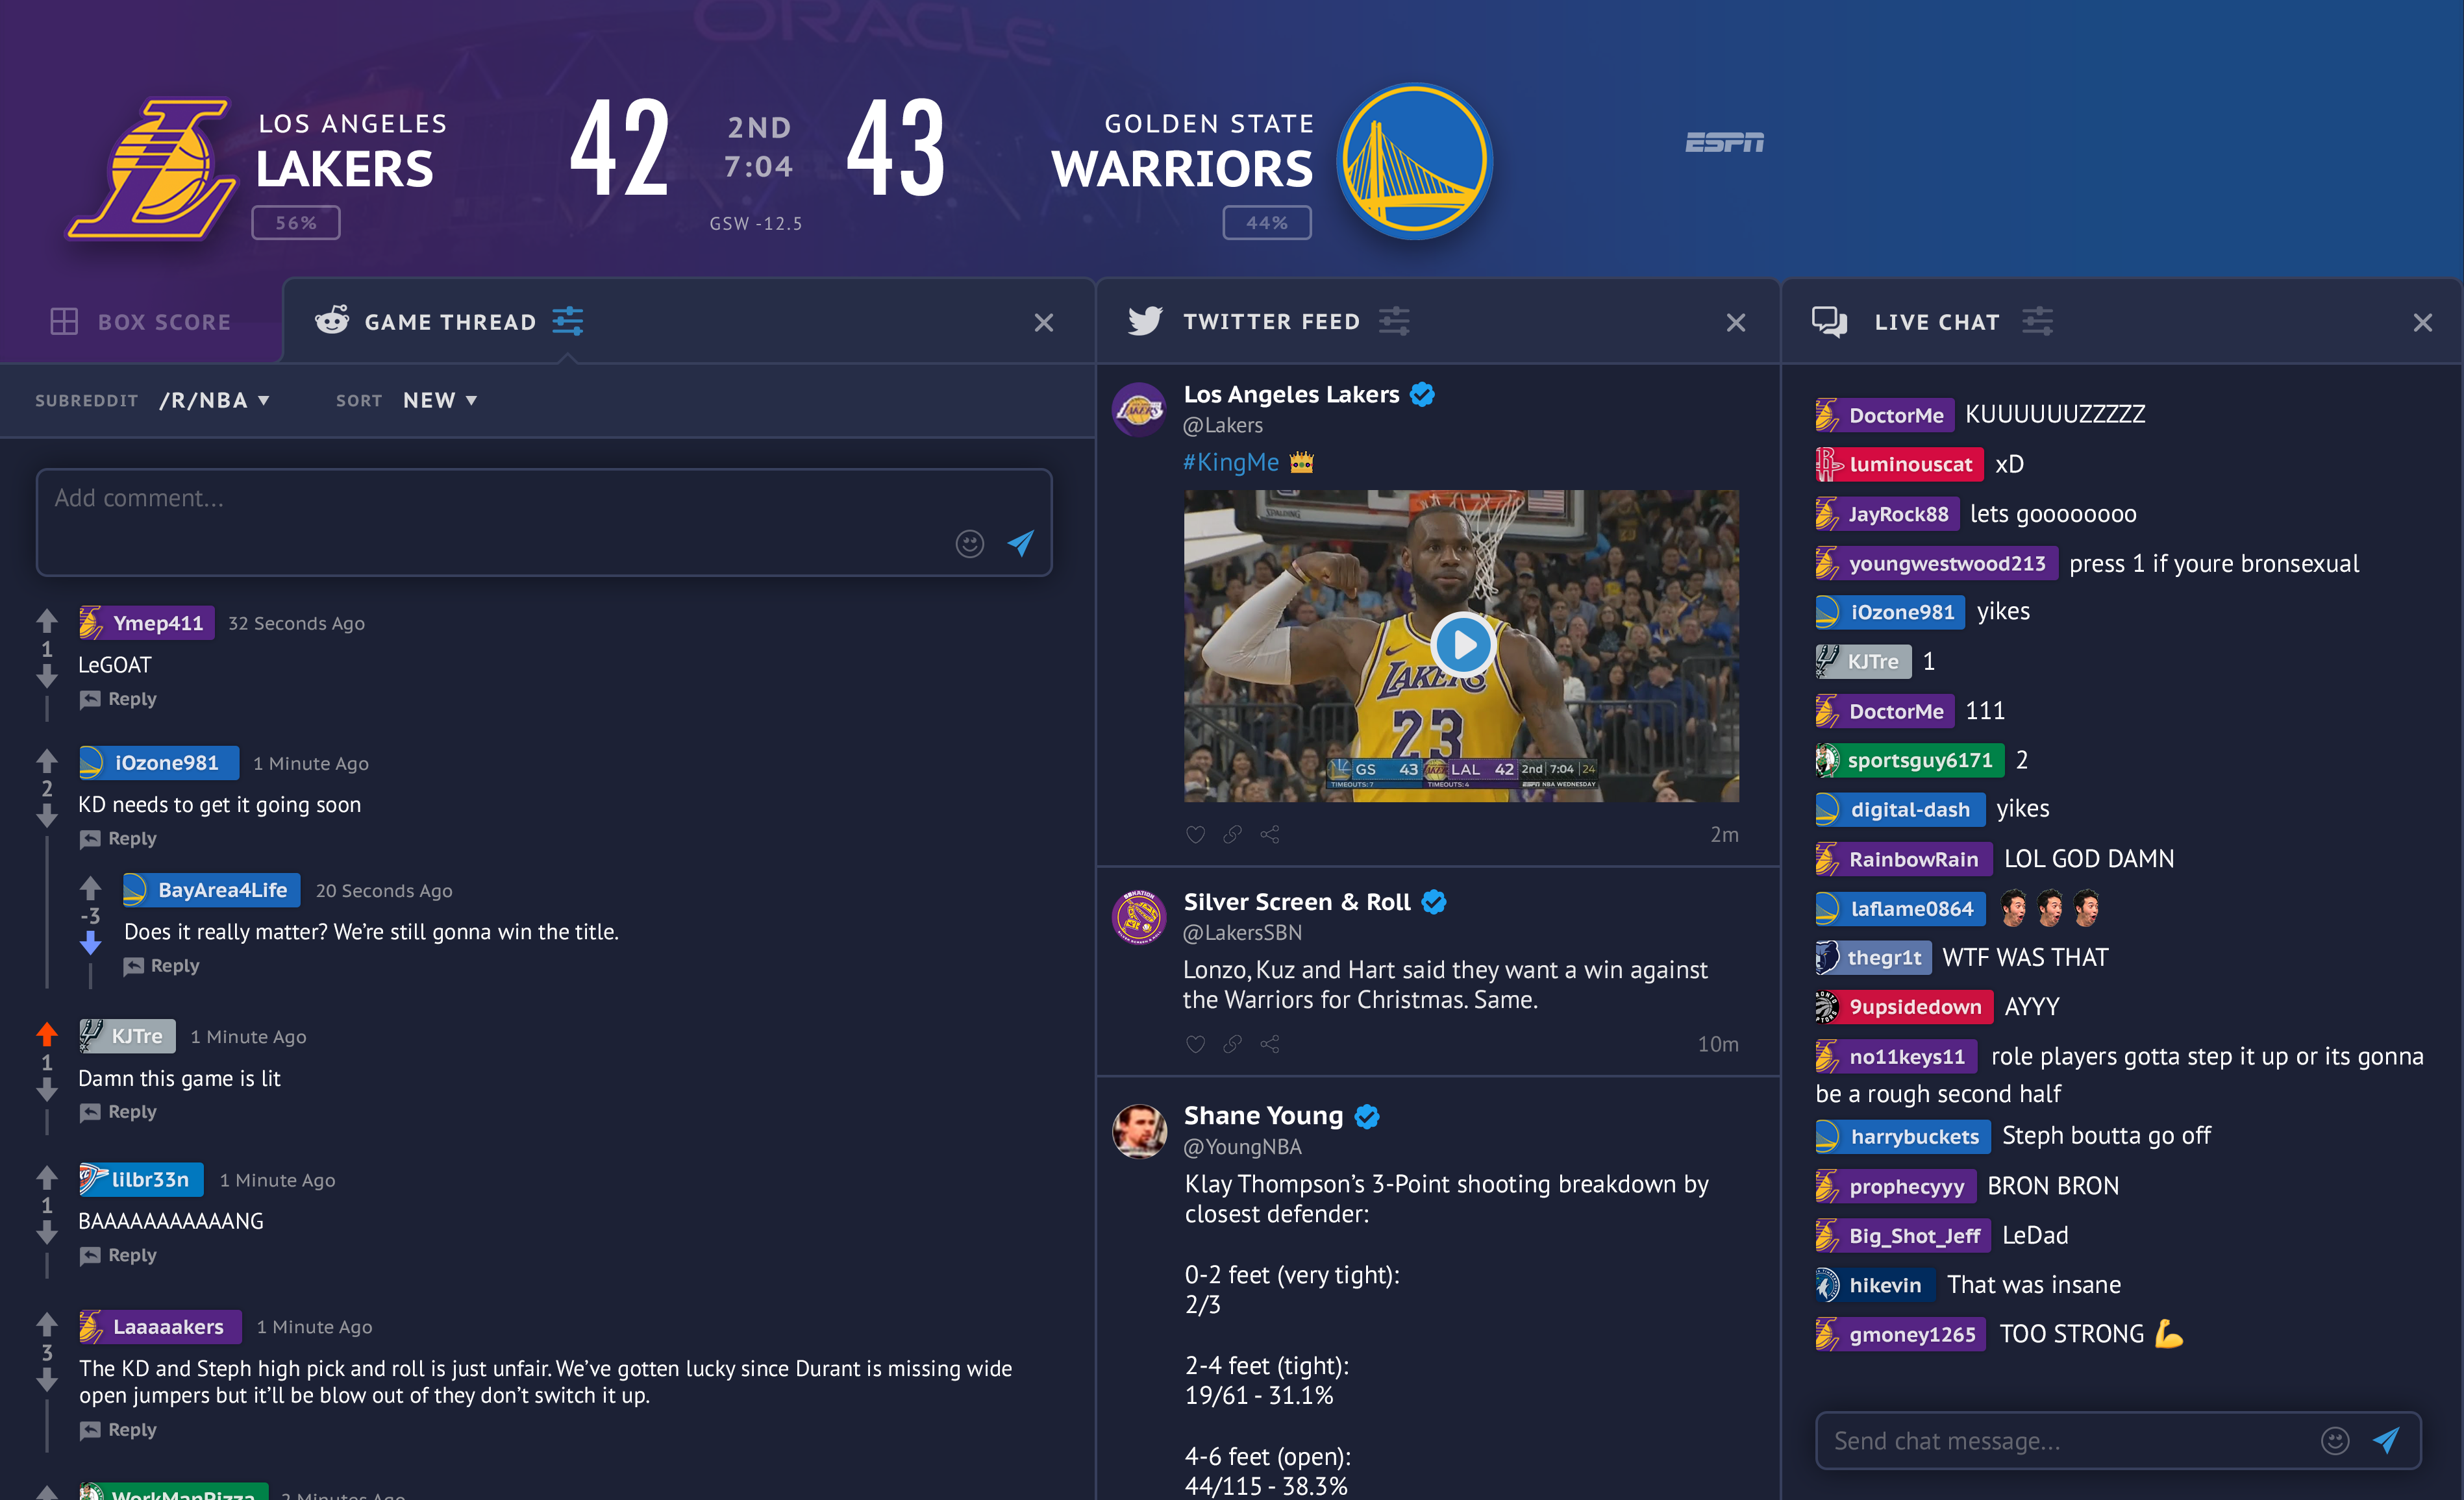 ORACLE
LOS ANGELES
LAKERS
56%
42
2ND
7:04
GSW -12.5
43
GOLDEN STATE
WARRIORS
44%
ESPN
BOX SCORE
GAME THREAD
SUBREDDIT /R/NBA SORT NEW
Add comment...
1
Ymep411 32 Seconds Ago
LeGOAT
Reply
2
iOzone981 1 Minute Ago
KD needs to get it going soon
Reply
-3
BayArea4Life 20 Seconds Ago
Does it really matter? We’re still gonna win the title.
Reply
1
KJTre 1 Minute Ago
Damn this game is lit
Reply
1
lilbr33n 1 Minute Ago
BAAAAAAAAAAANG
Reply
3
Laaaaakers 1 Minute Ago
The KD and Steph high pick and roll is just unfair. We’ve gotten lucky since Durant is missing wide
open jumpers but it’ll be blow out of they don’t switch it up.
Reply
WorkManPizza 2 Minutes Ago
TWITTER FEED
Los Angeles Lakers
@Lakers
#KingMe
SPALDING
LAKERS
23
GS 43 LAL 42 2nd 7:04 24
TIMEOUTS: 7 TIMEOUTS: 4 ESPN NBA WEDNESDAY
2m
Silver Screen & Roll
@LakersSBN
Lonzo, Kuz and Hart said they want a win against
the Warriors for Christmas. Same.
10m
Shane Young
@YoungNBA
Klay Thompson’s 3-Point shooting breakdown by
closest defender:
0-2 feet (very tight):
2/3
2-4 feet (tight):
19/61 - 31.1%
4-6 feet (open):
44/115 - 38.3%
LIVE CHAT
DoctorMe KUUUUUUZZZZZ
luminouscat xD
JayRock88 lets goooooooo
youngwestwood213 press 1 if youre bronsexual
iOzone981 yikes
KJTre 1
DoctorMe 111
sportsguy6171 2
digital-dash yikes
RainbowRain LOL GOD DAMN
laflame0864
thegr1t WTF WAS THAT
9upsidedown AYYY
no11keys11 role players gotta step it up or its gonna
be a rough second half
harrybuckets Steph boutta go off
prophecyyy BRON BRON
Big_Shot_Jeff LeDad
hikevin That was insane
gmoney1265 TOO STRONG 💪
Send chat message...